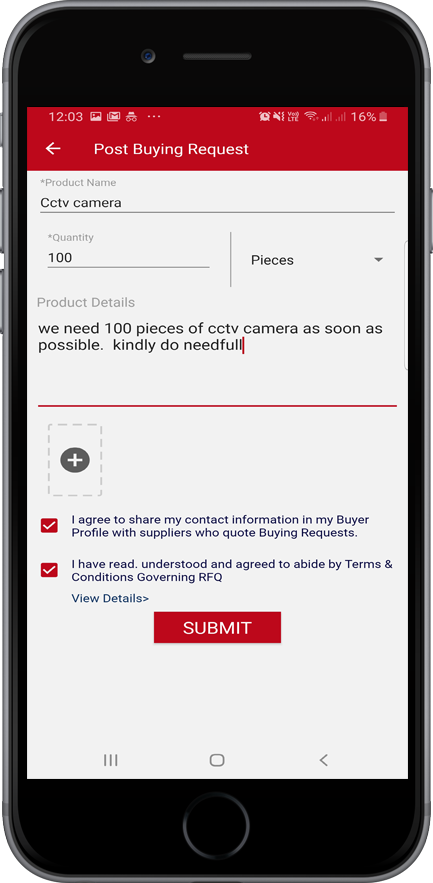 12:03 ... Vo) LTE 16%
Post Buying Request
*Product Name
Cctv camera
*Quantity
100
Pieces
Product Details
we need 100 pieces of cctv camera as soon as
possible.  kindly do needfull
I agree to share my contact information in my Buyer
Profile with suppliers who quote Buying Requests.
I have read. understood and agreed to abide by Terms &
Conditions Governing RFQ
View Details>
SUBMIT